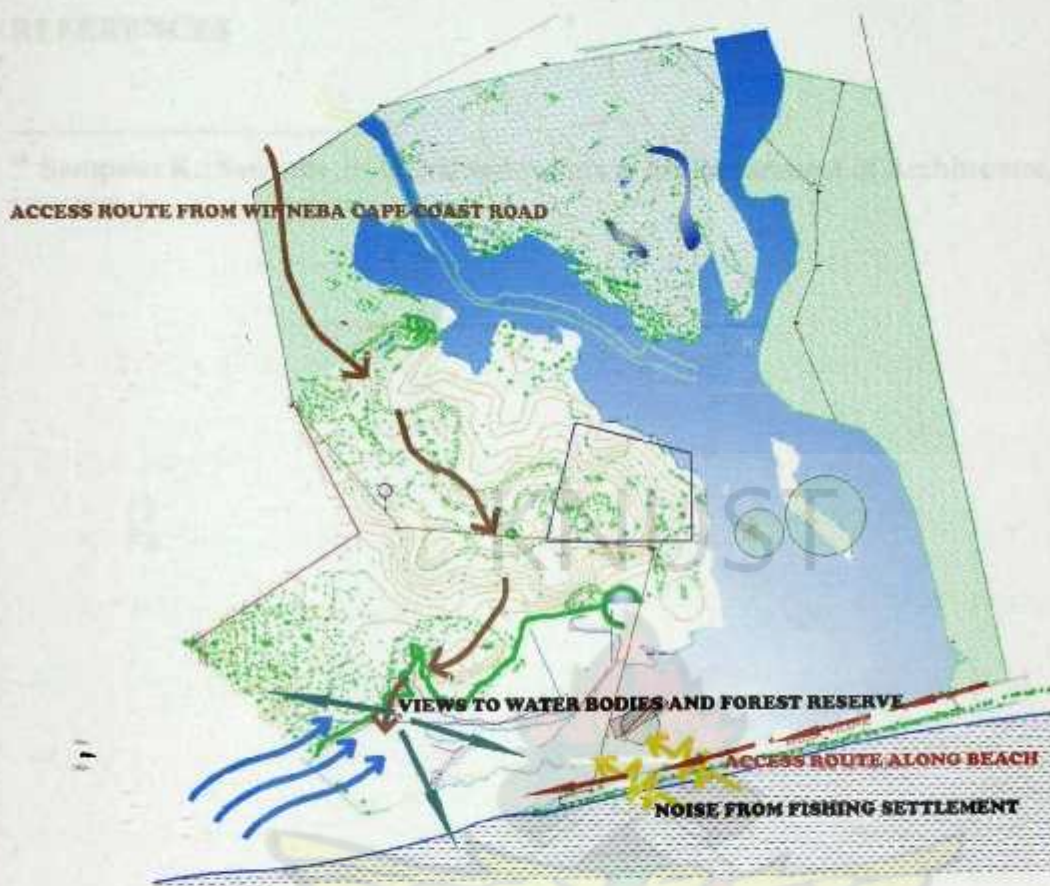 REFERENCES
ACCESS ROUTE FROM WINNEBA CAPE COAST ROAD
KNUST
VIEWS TO WATER BODIES AND FOREST RESERVE
ACCESS ROUTE ALONG BEACH
NOISE FROM FISHING SETTLEMENT